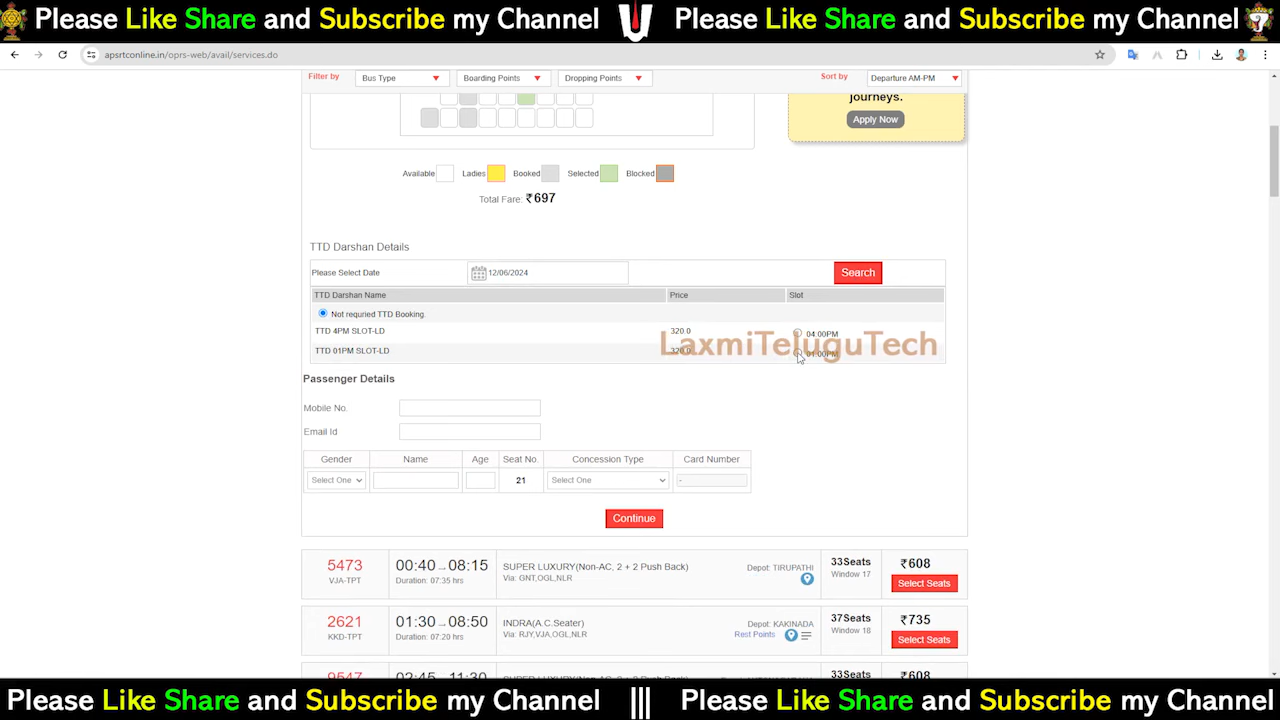 Please Like Share and Subscribe my Channel Please Like Share and Subscribe my Channel
apsrtconline.in/oprs-web/avail/services.do
Filter by Bus Type Boarding Points Dropping Points Sort by Departure AM-PM
journeys.
Apply Now
Available Ladies Booked Selected Blocked
Total Fare: ₹697
TTD Darshan Details
Please Select Date 12/06/2024 Search
TTD Darshan Name Price Slot
Not requried TTD Booking.
TTD 4PM SLOT-LD 320.0 04:00PM
LaxmiTeluguTech
TTD 01PM SLOT-LD 320.0 01:00PM
Passenger Details
Mobile No.
Email Id
Gender Name Age Seat No. Concession Type Card Number
Select One 21 Select One -
Continue
5473 00:40→08:15 SUPER LUXURY(Non-AC, 2 + 2 Push Back) Depot: TIRUPATHI 33Seats ₹608
VJA-TPT Duration: 07:35 hrs Via: GNT,OGL,NLR Window 17 Select Seats
2621 01:30→08:50 INDRA(A.C.Seater) Depot: KAKINADA 37Seats ₹735
KKD-TPT Duration: 07:20 hrs Via: RJY,VJA,OGL,NLR Rest Points Window 18 Select Seats
9547 02:45→11:30 33Seats ₹608
Please Like Share and Subscribe my Channel ||| Please Like Share and Subscribe my Channel